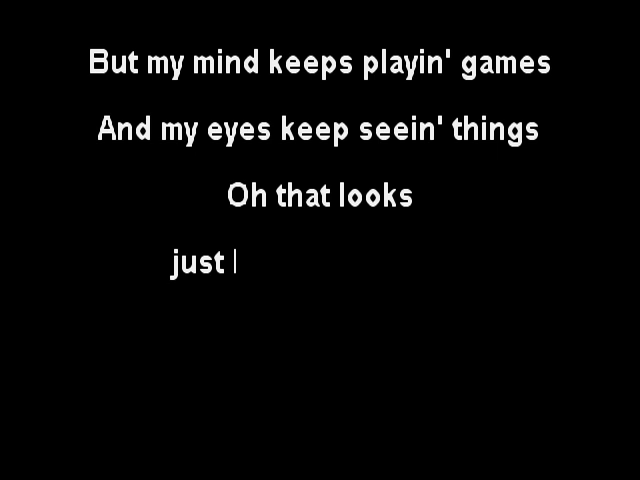 But my mind keeps playin' games
And my eyes keep seein' things
Oh that looks
just l